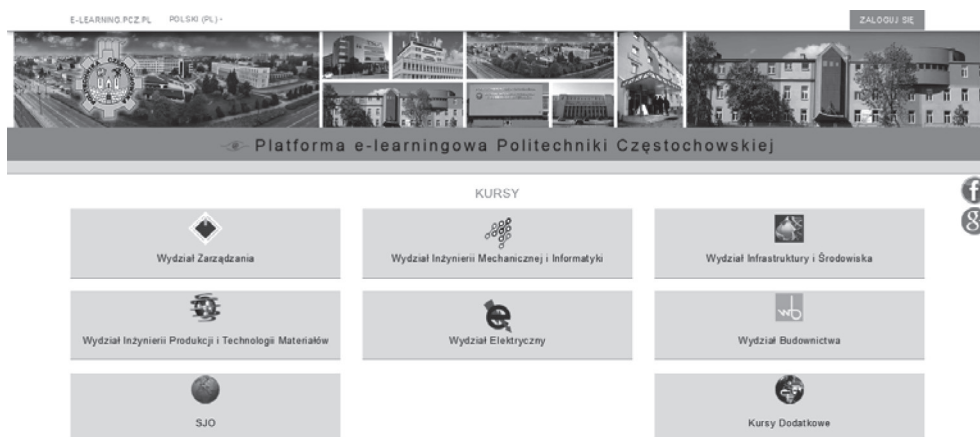 E-LEARNING.PCZ.PL POLSKI (PL)
ZALOGUJ SIĘ
Platforma e-learningowa Politechniki Częstochowskiej
KURSY
Wydział Zarządzania
Wydział Inżynierii Mechanicznej i Informatyki
Wydział Infrastruktury i Środowiska
Wydział Inżynierii Produkcji i Technologii Materiałów
Wydział Elektryczny
Wydział Budownictwa
SJO
Kursy Dodatkowe